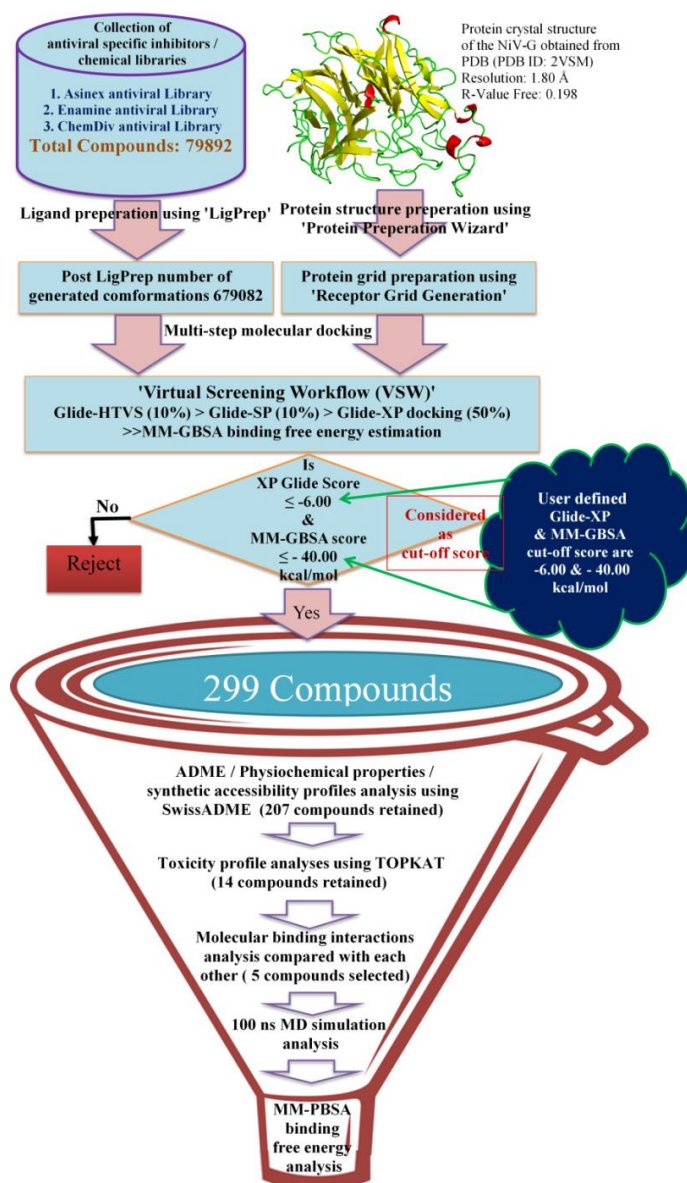 Collection of
antiviral specific inhibitors /
chemical libraries
1. Asinex antiviral Library
2. Enamine antiviral Library
3. ChemDiv antiviral Library
Total Compounds: 79892
Protein crystal structure
of the NiV-G obtained from
PDB (PDB ID: 2VSM)
Resolution: 1.80 Å
R-Value Free: 0.198
Ligand preperation using 'LigPrep'
Protein structure preperation using
'Protein Preperation Wizard'
Post LigPrep number of
generated comformations 679082
Protein grid preparation using
'Receptor Grid Generation'
Multi-step molecular docking
'Virtual Screening Workflow (VSW)'
Glide-HTVS (10%) > Glide-SP (10%) > Glide-XP docking (50%)
>>MM-GBSA binding free energy estimation
Is
XP Glide Score
≤ -6.00
&
MM-GBSA score
≤ - 40.00
kcal/mol
No
Reject
Considered
as
cut-off score
User defined
Glide-XP
& MM-GBSA
cut-off score are
-6.00 & - 40.00
kcal/mol
Yes
299 Compounds
ADME / Physiochemical properties /
synthetic accessibility profiles analysis using
SwissADME (207 compounds retained)
Toxicity profile analyses using TOPKAT
(14 compounds retained)
Molecular binding interactions
analysis compared with each
other ( 5 compounds selected)
100 ns MD simulation
analysis
MM-PBSA
binding
free energy
analysis